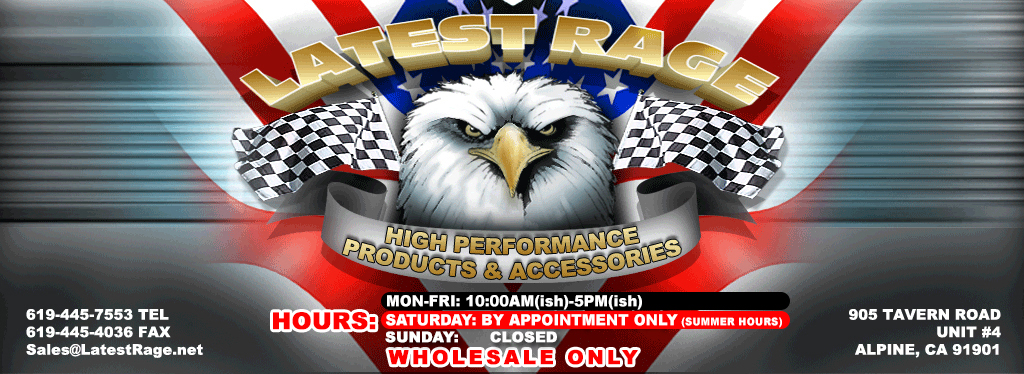 LATEST RAGE
HIGH PERFORMANCE
PRODUCTS & ACCESSORIES
619-445-7553 TEL
619-445-4036 FAX
Sales@LatestRage.net
HOURS:
MON-FRI: 10:00AM(ish)-5PM(ish)
SATURDAY: BY APPOINTMENT ONLY (SUMMER HOURS)
SUNDAY: CLOSED
WHOLESALE ONLY
905 TAVERN ROAD
UNIT #4
ALPINE, CA 91901